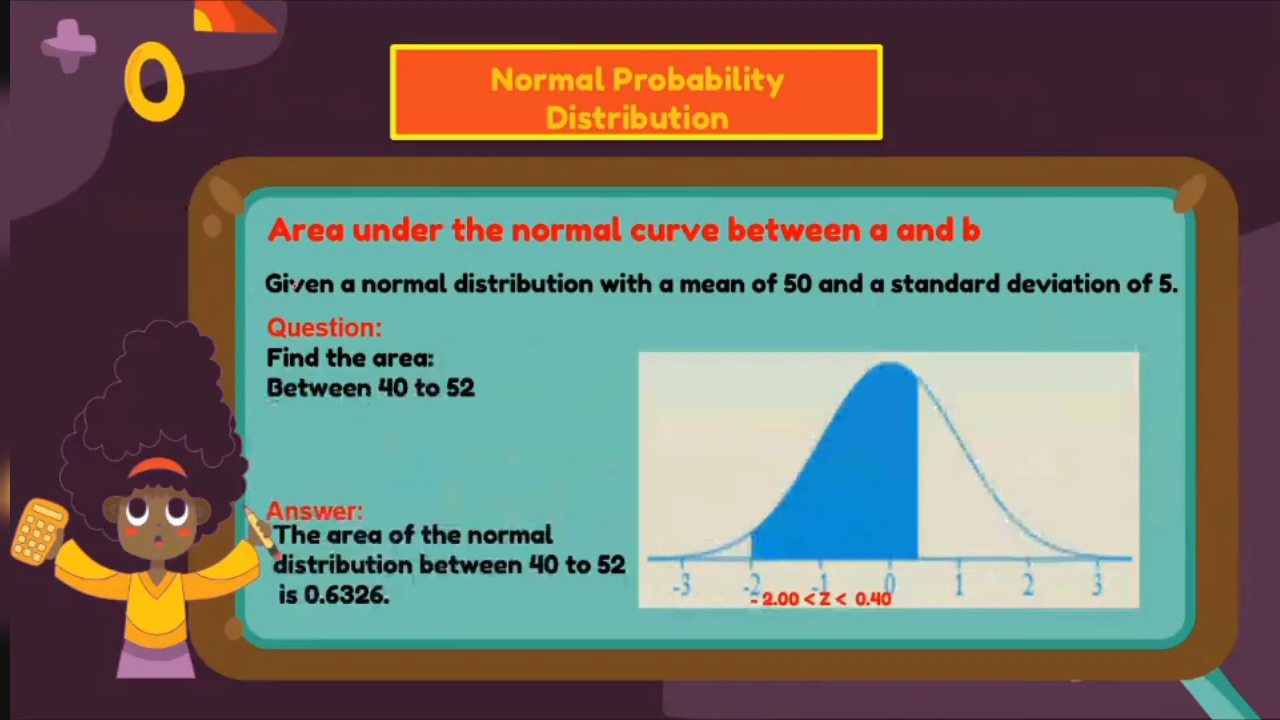 0
Normal Probability
Distribution
Area under the normal curve between a and b
Given a normal distribution with a mean of 50 and a standard deviation of 5.
Question:
Find the area:
Between 40 to 52
Answer:
The area of the normal
distribution between 40 to 52
is 0.6326.
-3 -2 -1 0 1 2 3
- 2.00 < Z < 0.40